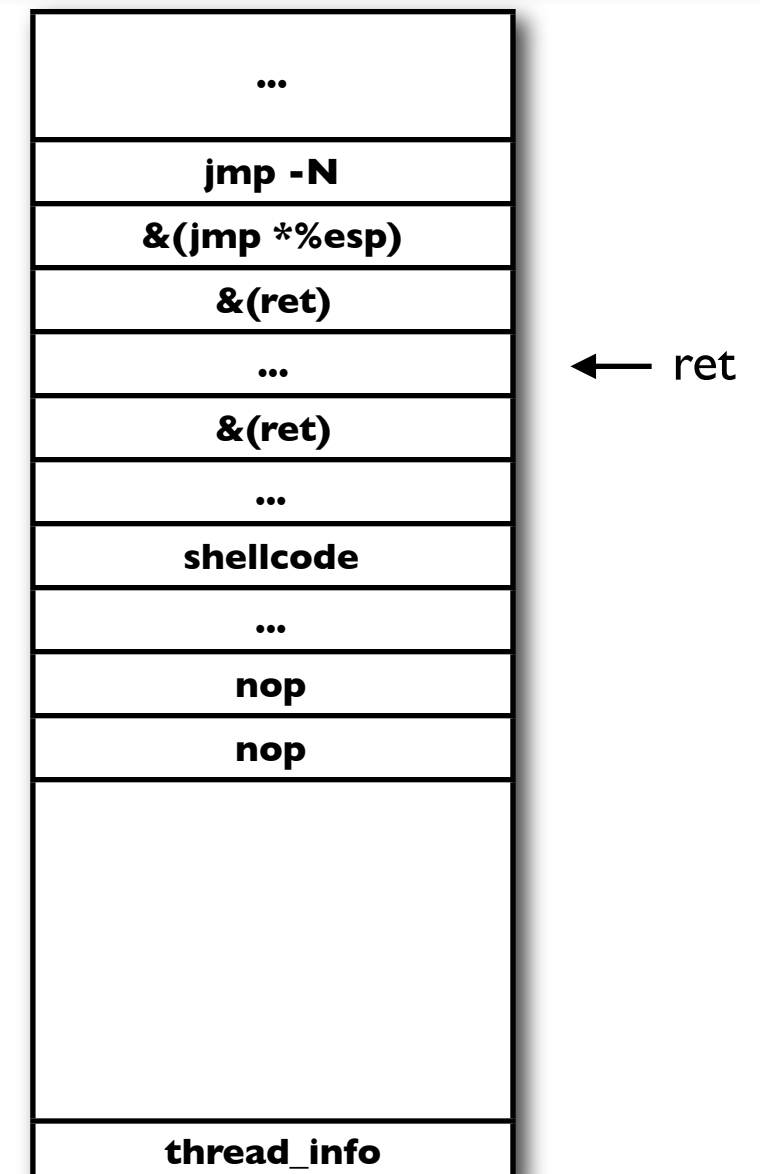 ...
jmp -N
&(jmp *%esp)
&(ret)
... ret
&(ret)
...
shellcode
...
nop
nop
thread_info